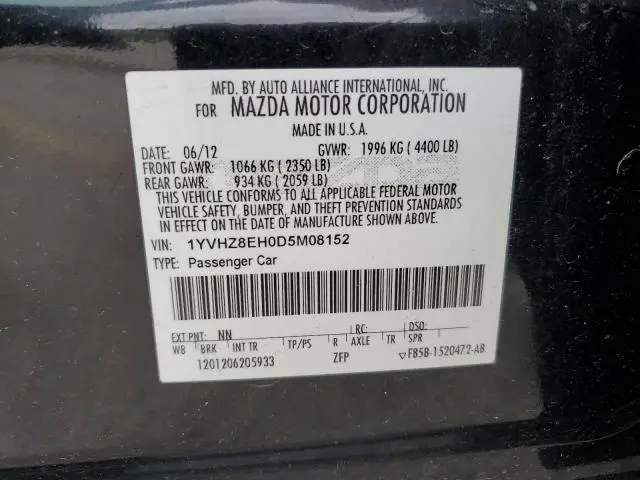 MFD. BY AUTO ALLIANCE INTERNATIONAL, INC.
FOR MAZDA MOTOR CORPORATION
MADE IN U.S.A.
DATE: 06/12 GVWR: 1996 KG ( 4400 LB)
FRONT GAWR: 1066 KG ( 2350 LB)
REAR GAWR: 934 KG ( 2059 LB)
THIS VEHICLE CONFORMS TO ALL APPLICABLE FEDERAL MOTOR
VEHICLE SAFETY, BUMPER, AND THEFT PREVENTION STANDARDS
IN EFFECT ON THE DATE OF MANUFACTURE SHOWN ABOVE.
VIN: 1YVHZ8EH0D5M08152
TYPE: Passenger Car
EXT PNT: NN RC: DSO:
WB BRK INT TR TP/PS R AXLE TR SPR
1201206205933 ZFP ▽F85B-1520472-AB